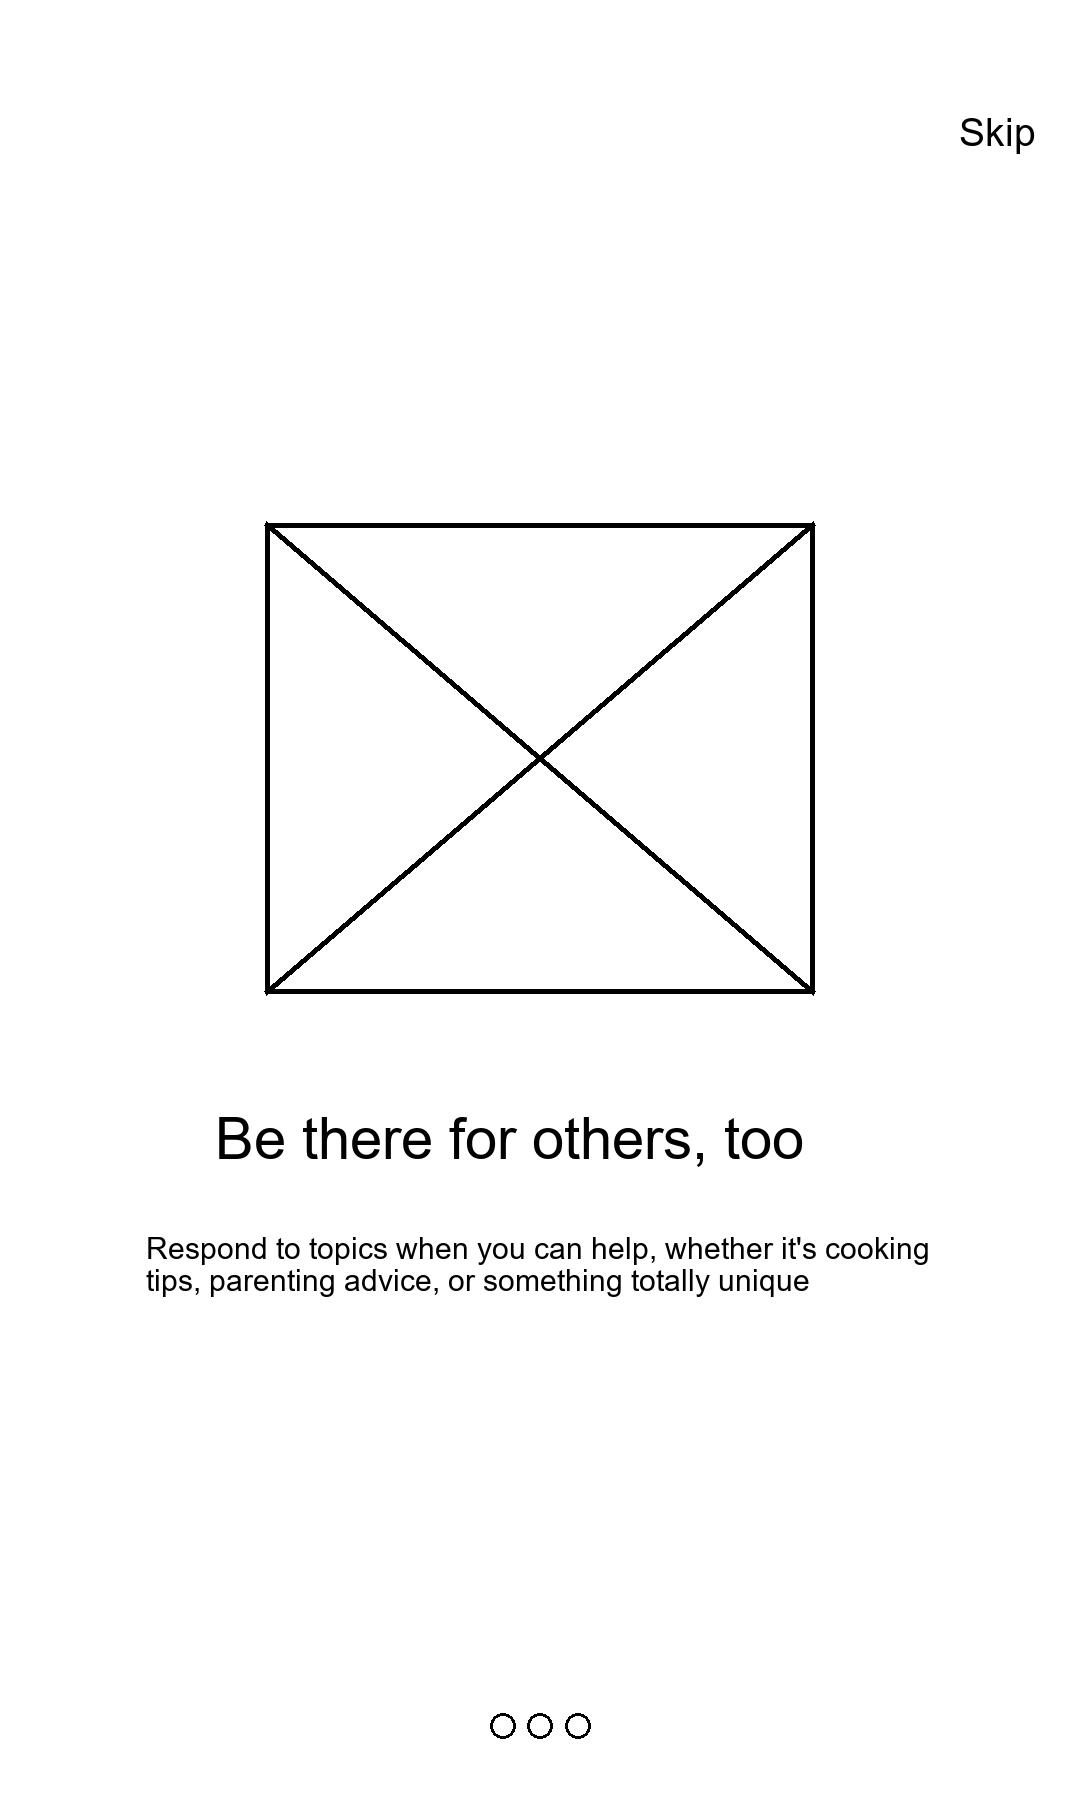 Skip
Be there for others, too
Respond to topics when you can help, whether it's cooking
tips, parenting advice, or something totally unique